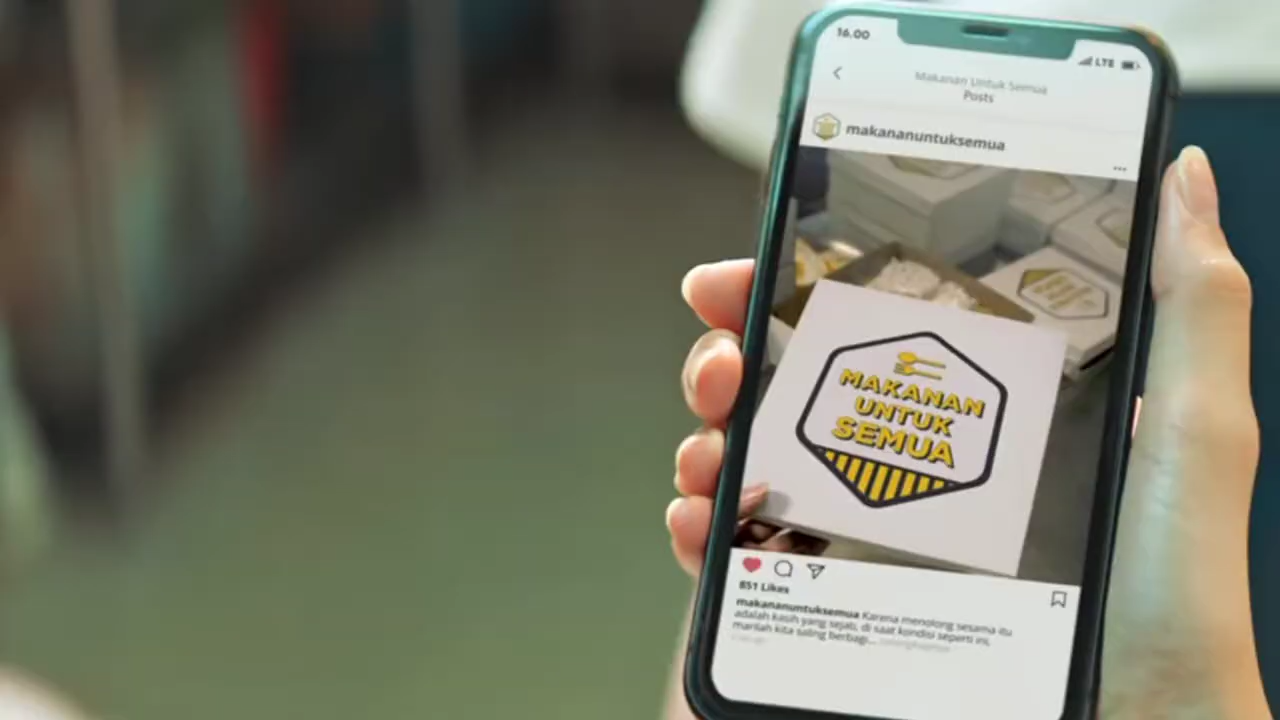 16.00
LTE
Makanan Untuk Semua
Posts
makananuntuksemua
MAKANAN
UNTUK
SEMUA
851 Likes
makananuntuksemua Karena menolong sesama itu
adalah kasih yang sejati, di saat kondisi seperti ini,
marilah kita saling berbagi...